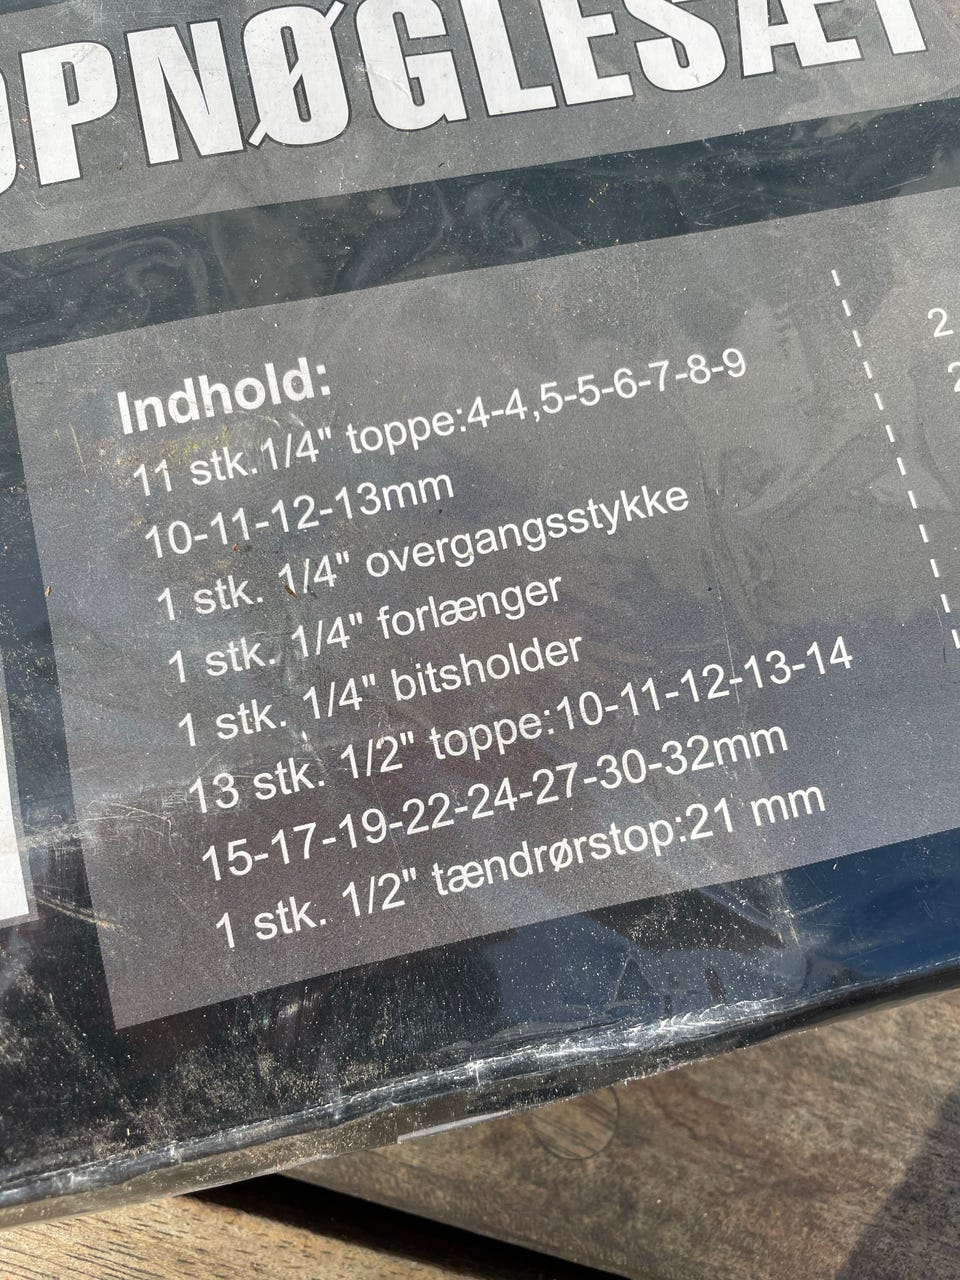 OPNØGLESÆT
Indhold:
11 stk.1/4" toppe:4-4,5-5-6-7-8-9
10-11-12-13mm
1 stk. 1/4" overgangsstykke
1 stk. 1/4" forlænger
1 stk. 1/4" bitsholder
13 stk. 1/2" toppe:10-11-12-13-14
15-17-19-22-24-27-30-32mm
1 stk. 1/2" tændrørstop:21 mm
2
2